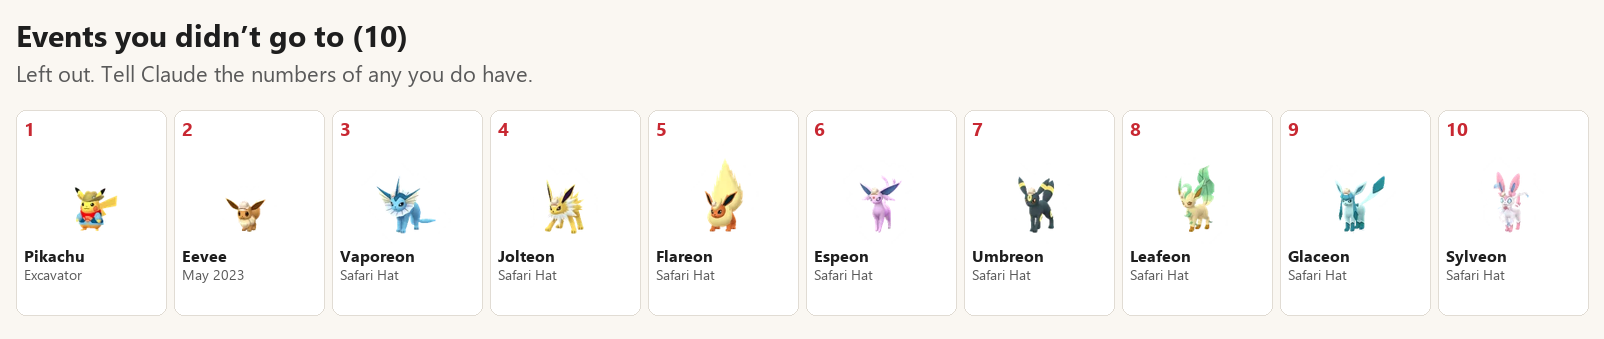 Events you didn’t go to (10)
Left out. Tell Claude the numbers of any you do have.
1
Pikachu
Excavator
2
Eevee
May 2023
3
Vaporeon
Safari Hat
4
Jolteon
Safari Hat
5
Flareon
Safari Hat
6
Espeon
Safari Hat
7
Umbreon
Safari Hat
8
Leafeon
Safari Hat
9
Glaceon
Safari Hat
10
Sylveon
Safari Hat